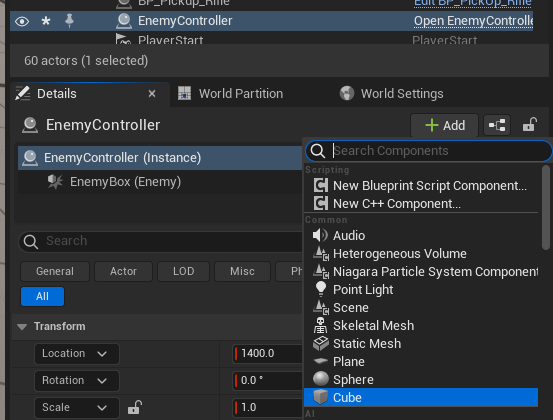 BP_PickUp_Rifle Edit BP_PickUp_Rifle
EnemyController Open EnemyControlle
PlayerStart PlayerStart
60 actors (1 selected)
Details World Partition World Settings
EnemyController
Add
EnemyController (Instance)
EnemyBox (Enemy)
Search
General Actor LOD Misc Ph
All
Transform
Location 1400.0
Rotation 0.0 °
Scale 1.0
Search Components
Scripting
New Blueprint Script Component...
New C++ Component...
Common
Audio
Heterogeneous Volume
Niagara Particle System Component
Point Light
Scene
Skeletal Mesh
Static Mesh
Plane
Sphere
Cube
AI